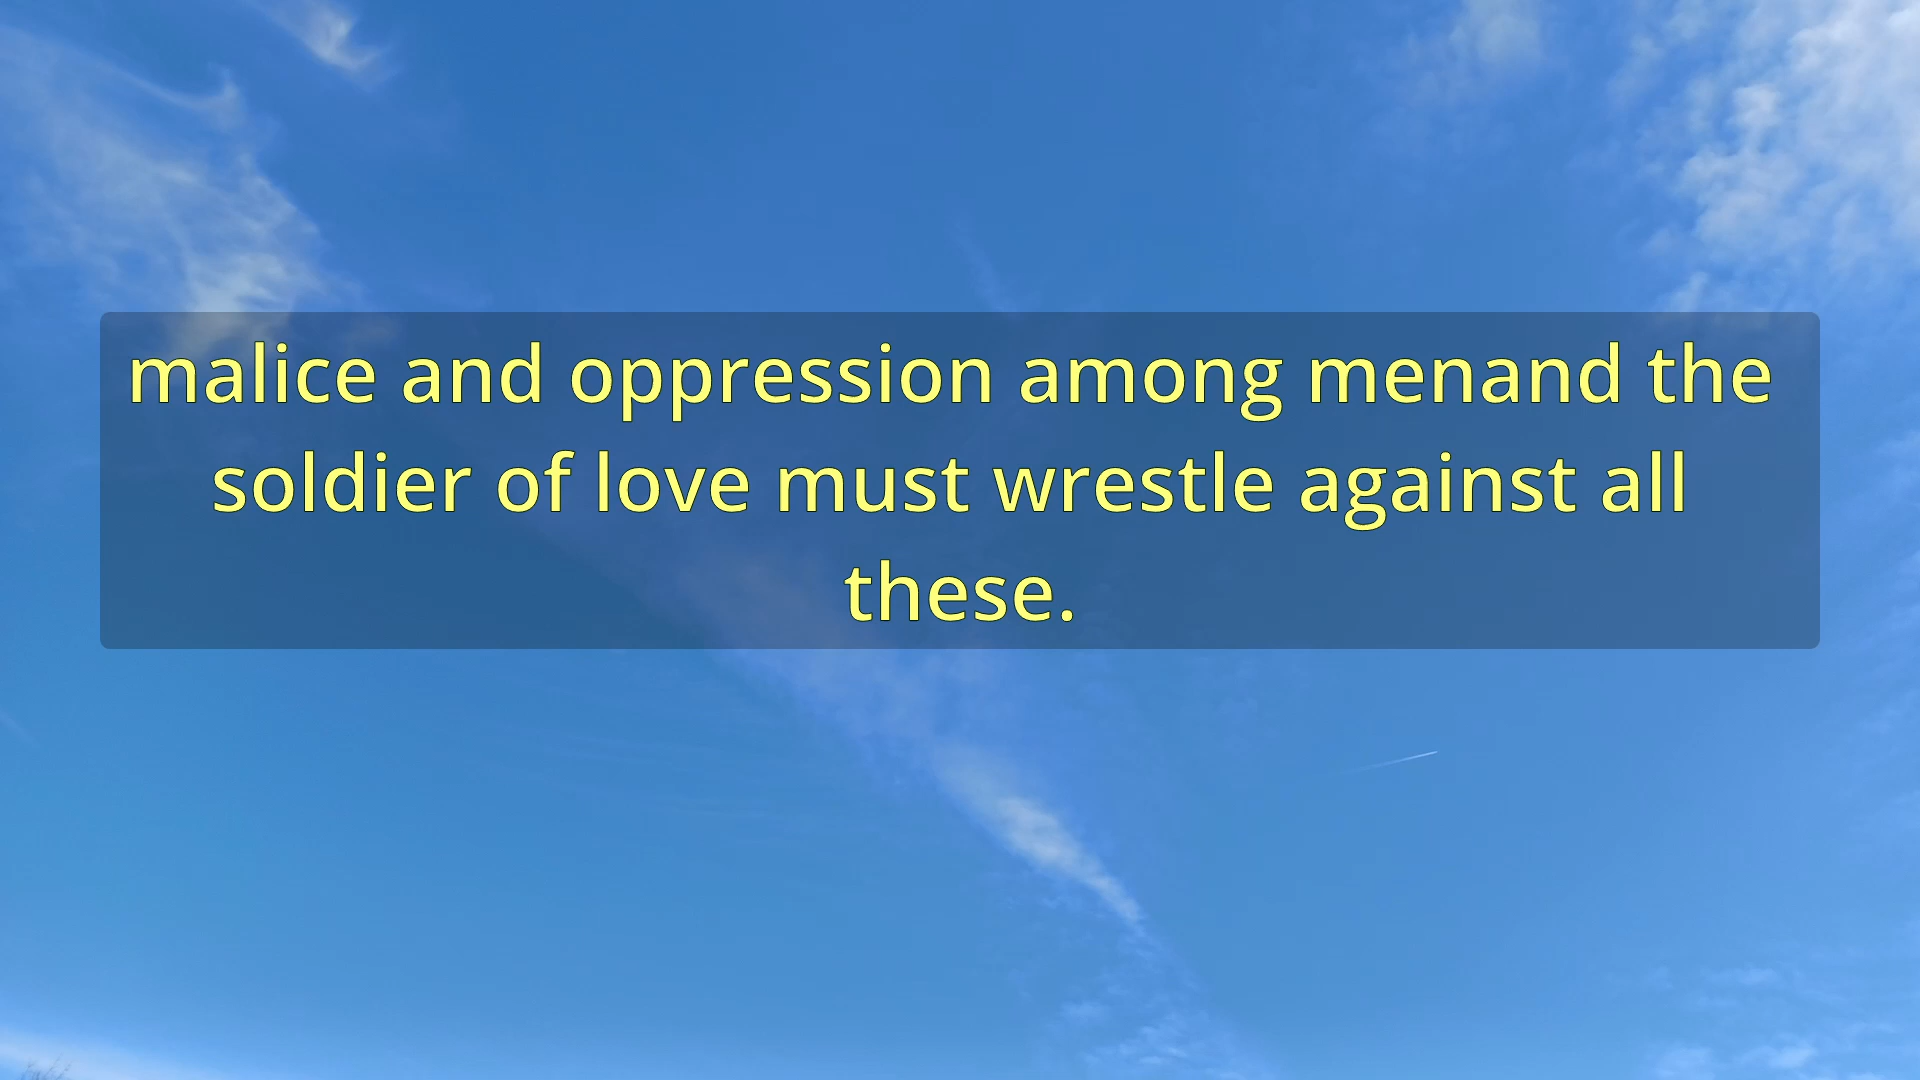 malice and oppression among menand the
soldier of love must wrestle against all
these.